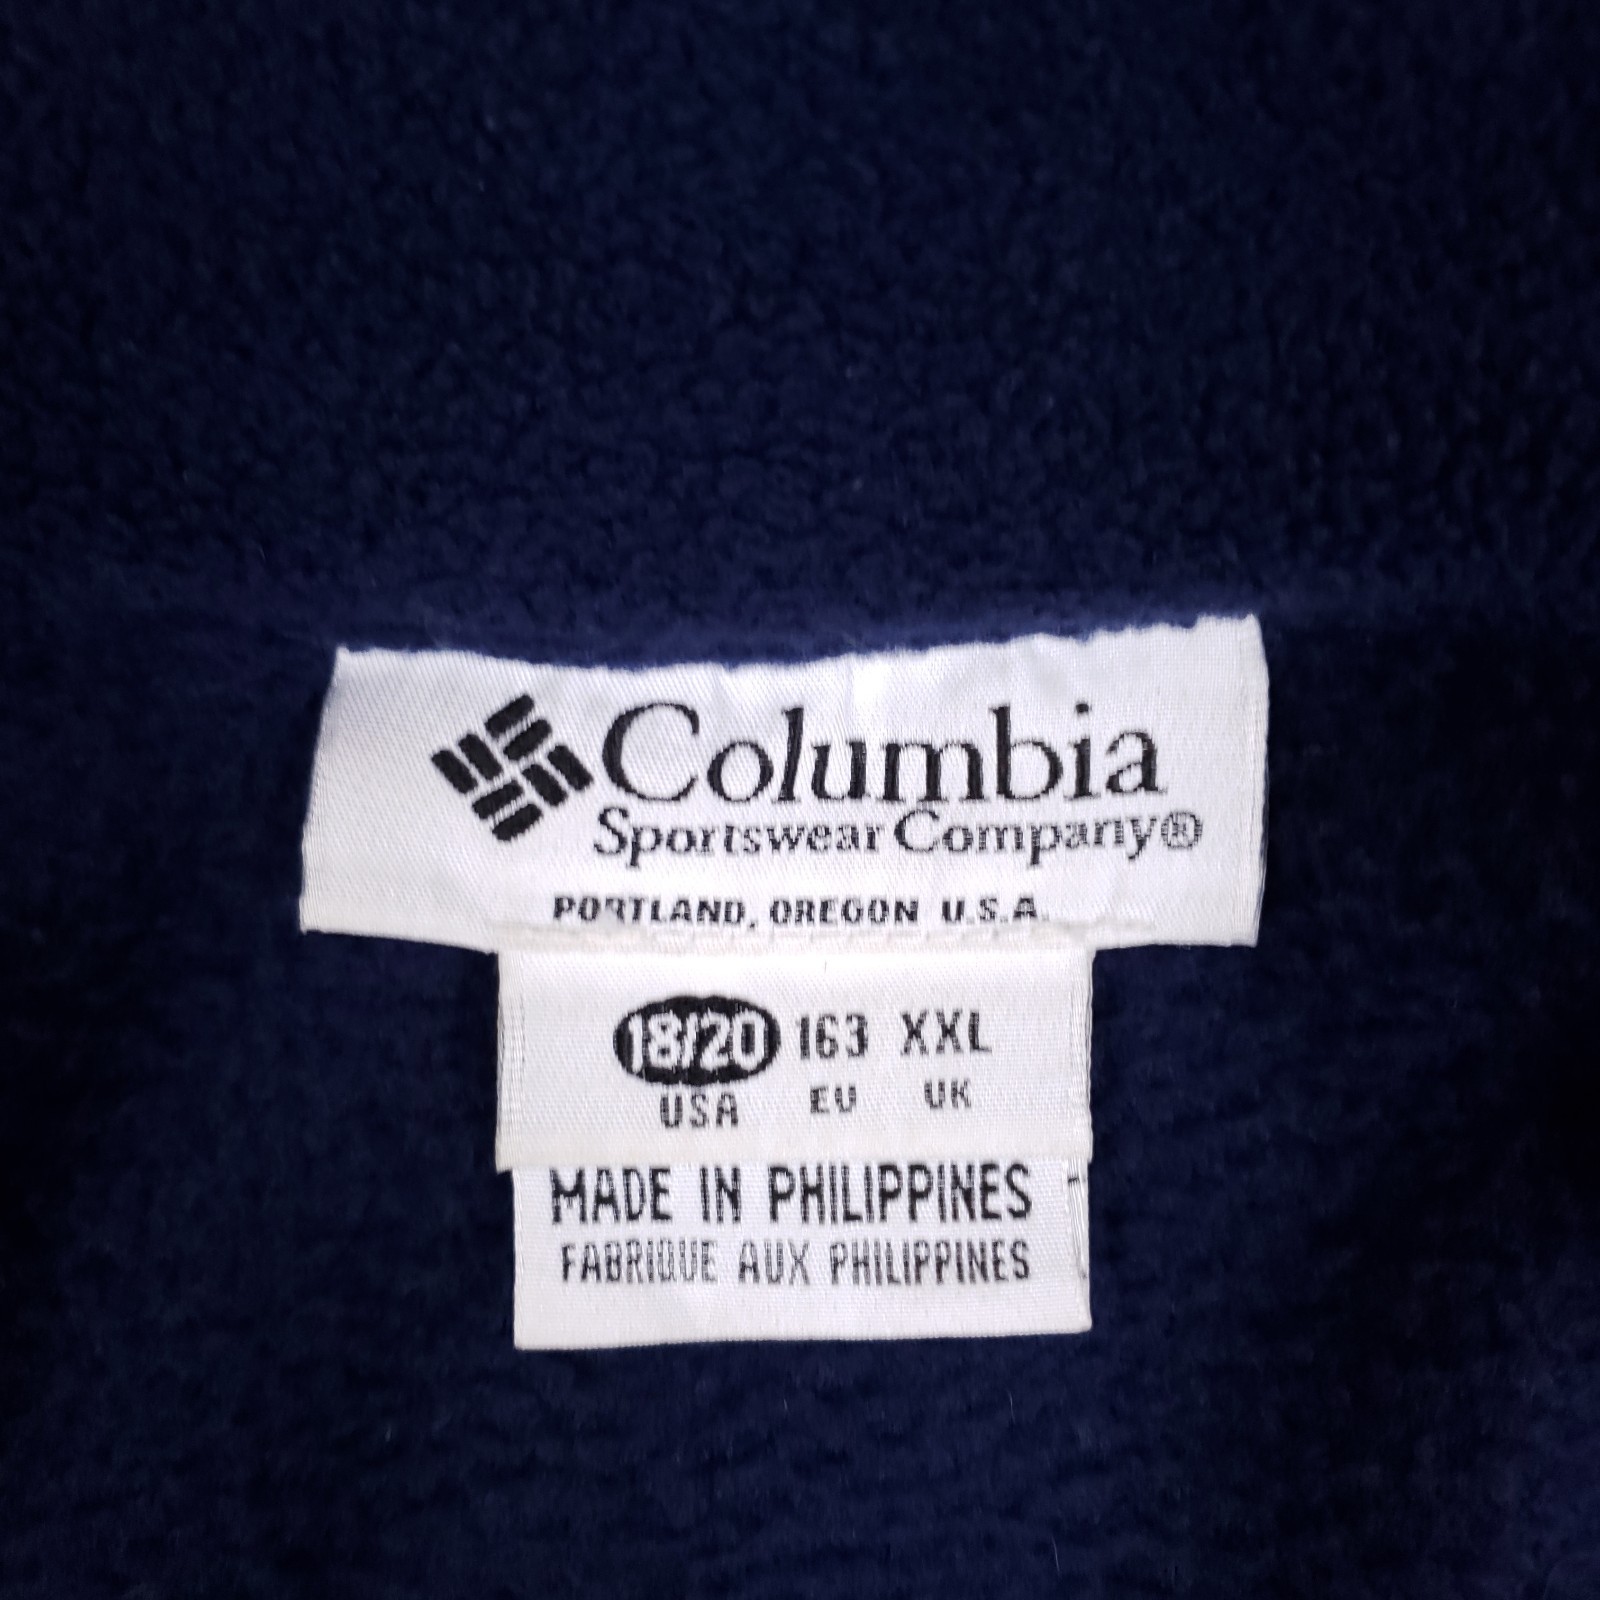 Columbia
Sportswear Company®
PORTLAND, OREGON U.S.A.
18/20 163 XXL
USA EU UK
MADE IN PHILIPPINES
FABRIQUE AUX PHILIPPINES